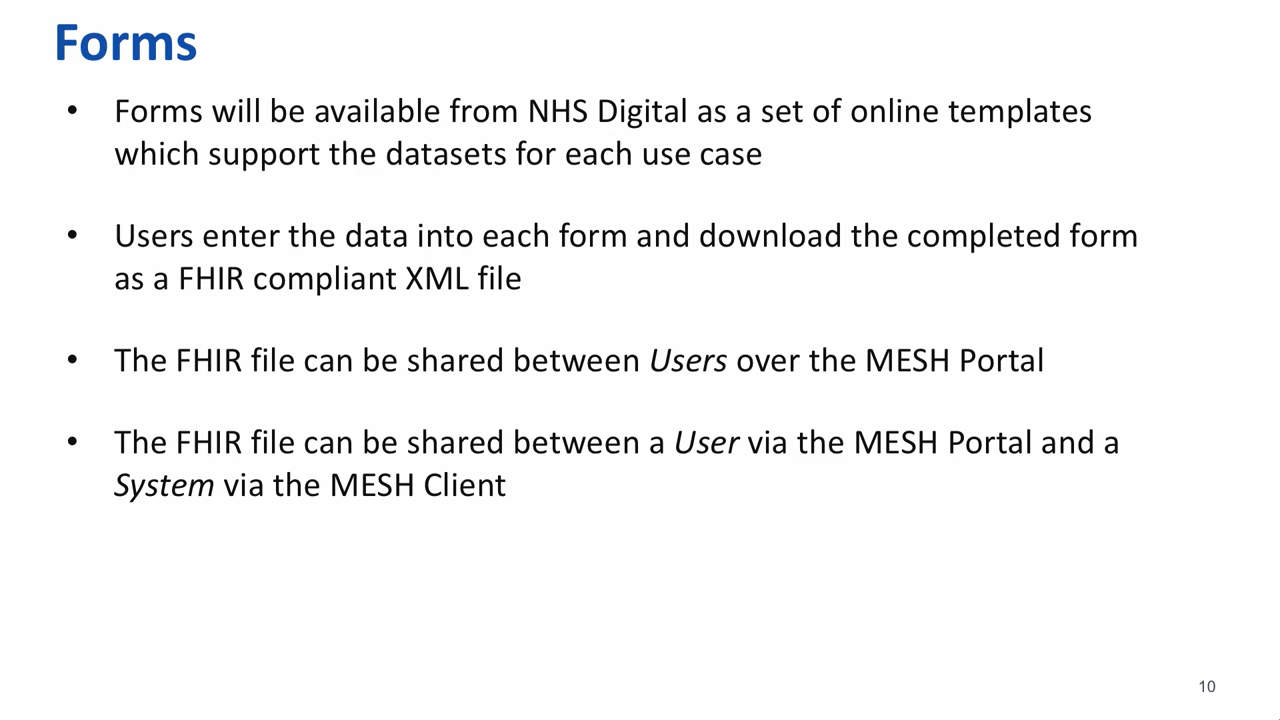 Forms
• Forms will be available from NHS Digital as a set of online templates
which support the datasets for each use case
• Users enter the data into each form and download the completed form
as a FHIR compliant XML file
• The FHIR file can be shared between Users over the MESH Portal
• The FHIR file can be shared between a User via the MESH Portal and a
System via the MESH Client
10